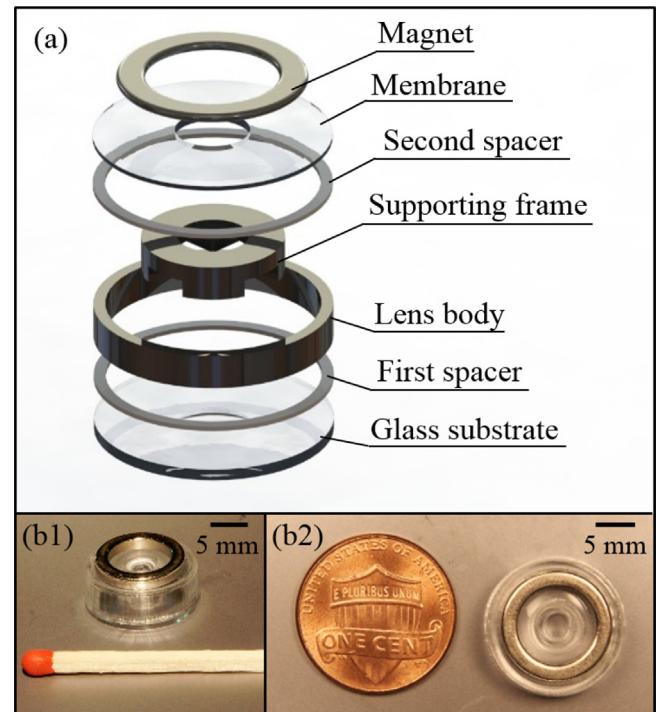 (a)
Magnet
Membrane
Second spacer
Supporting frame
Lens body
First spacer
Glass substrate
(b1)
5 mm
(b2)
5 mm
UNITED STATES OF AMERICA
E PLURIBUS UNUM
ONE CENT